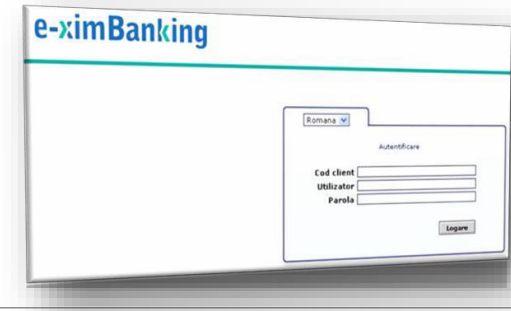 e-ximBanking
Romana
Autentificare
Cod client
Utilizator
Parola
Logare